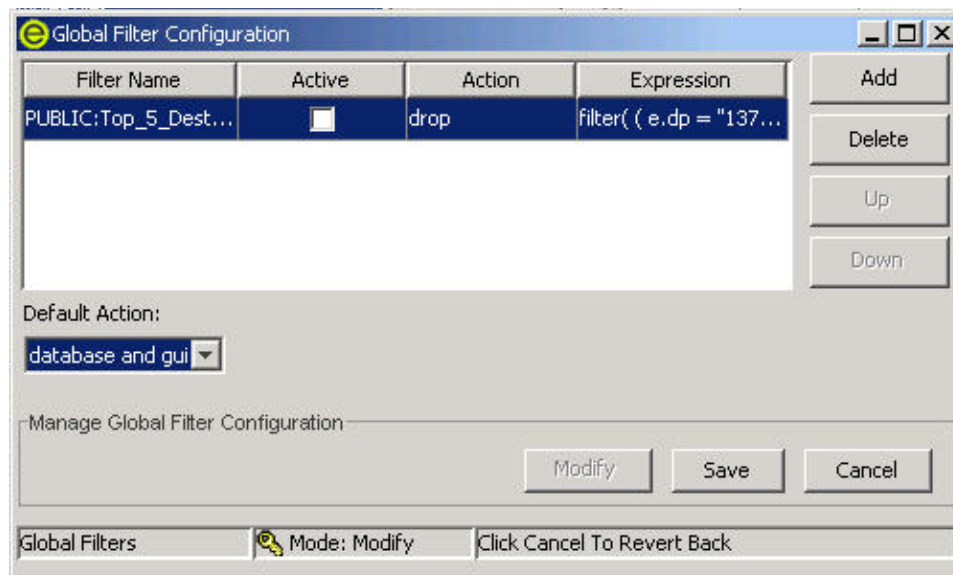 Global Filter Configuration
Filter Name Active Action Expression
PUBLIC:Top_5_Dest... drop filter( ( e.dp = "137...
Add
Delete
Up
Down
Default Action:
database and gui
Manage Global Filter Configuration
Modify Save Cancel
Global Filters Mode: Modify Click Cancel To Revert Back